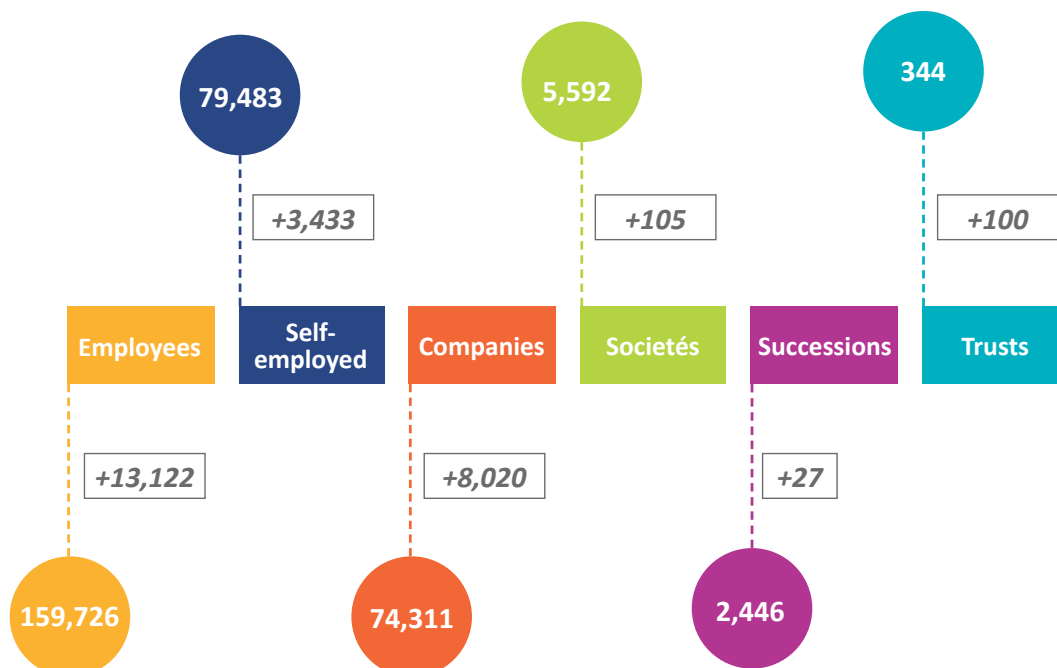 79,483
5,592
344
+3,433
+105
+100
Employees
Self-
employed
Companies
Societés
Successions
Trusts
+13,122
+8,020
+27
159,726
74,311
2,446